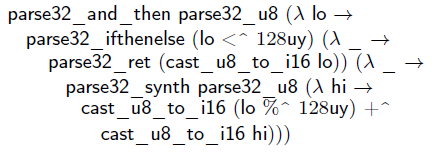 parse32_and_then parse32_u8 (λ lo →
parse32_ifthenelse (lo <^ 128uy) (λ _ →
parse32_ret (cast_u8_to_i16 lo)) (λ _ →
parse32_synth parse32_u8 (λ hi →
cast_u8_to_i16 (lo %^ 128uy) +^
cast_u8_to_i16 hi)))